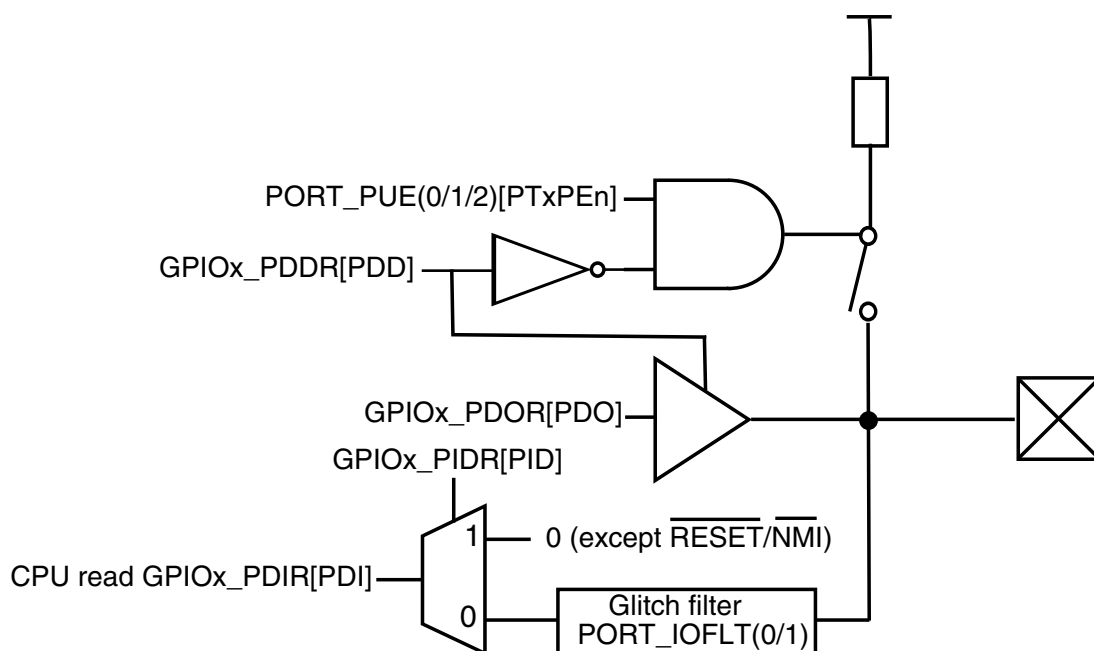 PORT_PUE(0/1/2)[PTxPEn]
GPIOx_PDDR[PDD]
GPIOx_PDOR[PDO]
GPIOx_PIDR[PID]
1
0 (except RESET/NMI)
CPU read GPIOx_PDIR[PDI]
0
Glitch filter
PORT_IOFLT(0/1)